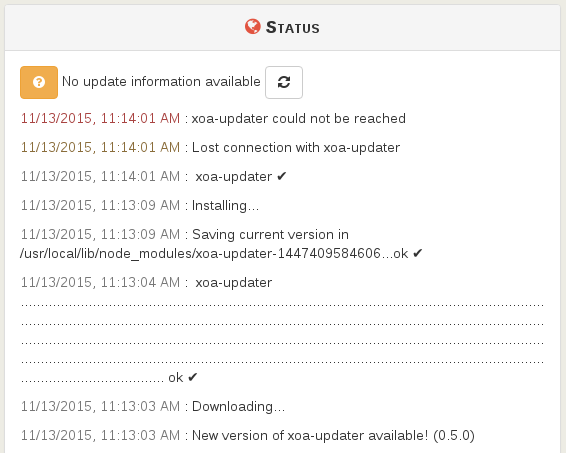 Status
No update information available
11/13/2015, 11:14:01 AM : xoa-updater could not be reached
11/13/2015, 11:14:01 AM : Lost connection with xoa-updater
11/13/2015, 11:14:01 AM : xoa-updater ✔
11/13/2015, 11:13:09 AM : Installing...
11/13/2015, 11:13:09 AM : Saving current version in
/usr/local/lib/node_modules/xoa-updater-1447409584606...ok ✔
11/13/2015, 11:13:04 AM : xoa-updater
....................................................................................................................................
....................................................................................................................................
....................................................................................................................................
....................................................................................................................................
.................................... ok ✔
11/13/2015, 11:13:03 AM : Downloading...
11/13/2015, 11:13:03 AM : New version of xoa-updater available! (0.5.0)